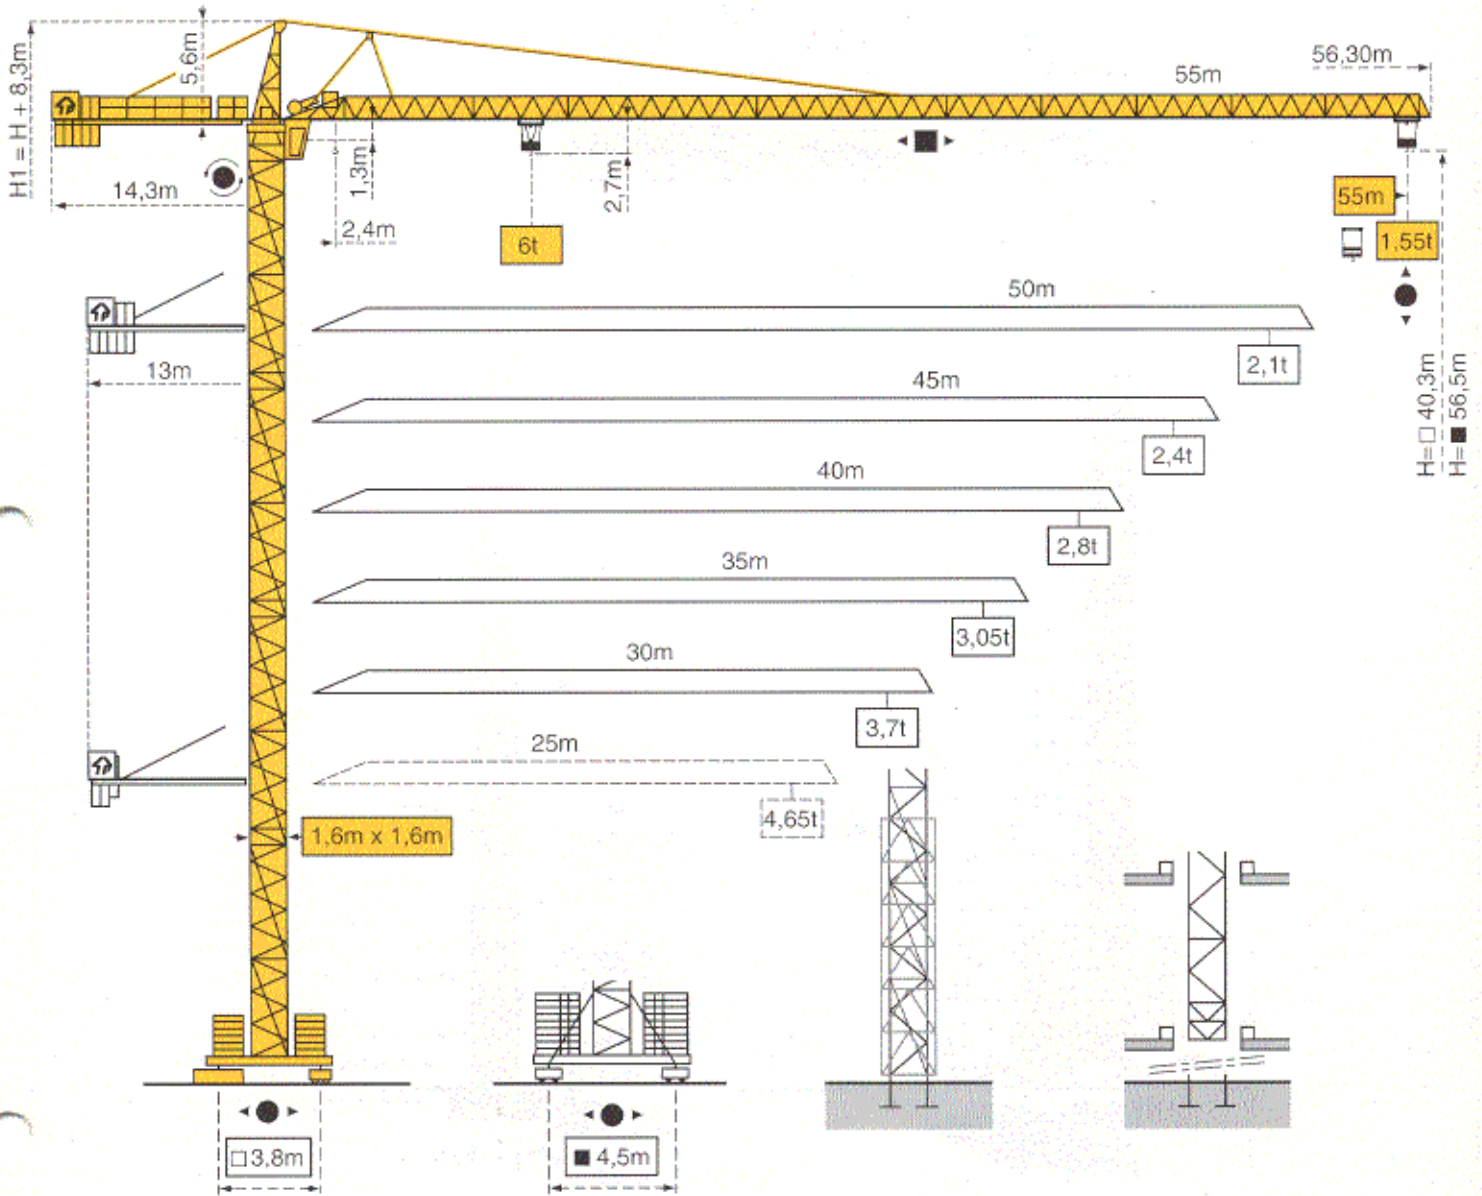 H1 = H + 8,3m
5,6m
55m
56,30m
14,3m
1,3m
2,4m
2,7m
6t
55m
1.55t
50m
2,1t
13m
45m
2,4t
H=□ 40,3m
H=■ 56,5m
40m
2,8t
35m
3,05t
30m
3,7t
25m
4,65t
1,6m x 1,6m
□3,8m
■ 4,5m